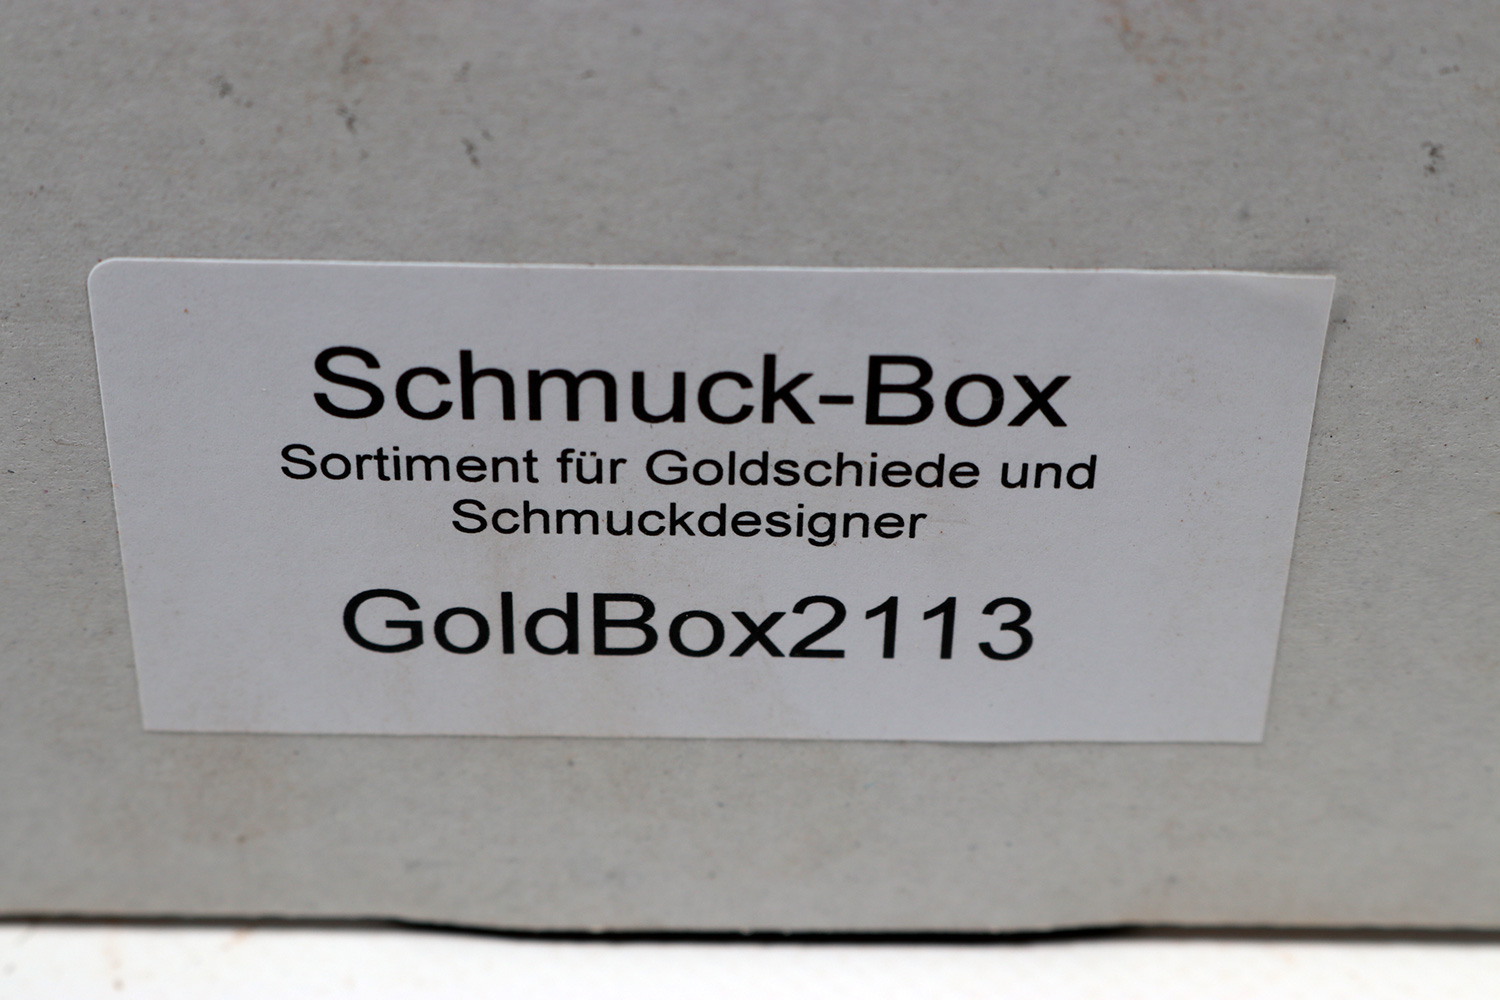 Schmuck-Box
Sortiment für Goldschiede und
Schmuckdesigner
GoldBox2113